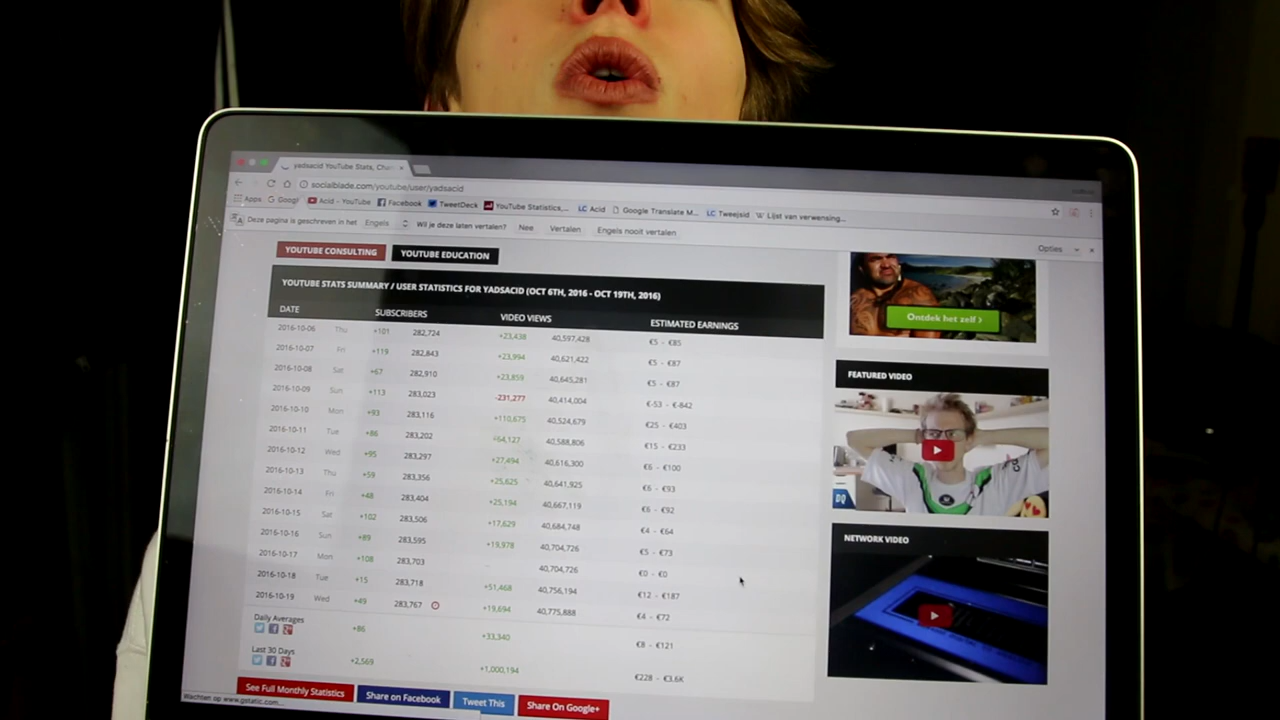 yadsacid YouTube Stats, Chan
socialblade.com/youtube/user/yadsacid
Apps Googl Acid - YouTube Facebook TweetDeck YouTube Statistics,... LC Acid Google Translate M... LC Tweejsid W Lijst van verwensing...
Deze pagina is geschreven in het Engels Wil je deze laten vertalen? Nee Vertalen Engels nooit vertalen Opties
YOUTUBE CONSULTING YOUTUBE EDUCATION
Ontdek het zelf >
YOUTUBE STATS SUMMARY / USER STATISTICS FOR YADSACID (OCT 6TH, 2016 - OCT 19TH, 2016)
DATE SUBSCRIBERS VIDEO VIEWS ESTIMATED EARNINGS
2016-10-06 Thu +101 282,724 +23,438 40,597,428 €5 - €85
2016-10-07 Fri +119 282,843 +23,994 40,621,422 €5 - €87
2016-10-08 Sat +67 282,910 +23,859 40,645,281 €5 - €87
2016-10-09 Sun +113 283,023 -231,277 40,414,004 €-53 - €-842
2016-10-10 Mon +93 283,116 +110,675 40,524,679 €25 - €403
2016-10-11 Tue +86 283,202 +64,127 40,588,806 €15 - €233
2016-10-12 Wed +95 283,297 +27,494 40,616,300 €6 - €100
2016-10-13 Thu +59 283,356 +25,625 40,641,925 €6 - €93
2016-10-14 Fri +48 283,404 +25,194 40,667,119 €6 - €92
2016-10-15 Sat +102 283,506 +17,629 40,684,748 €4 - €64
2016-10-16 Sun +89 283,595 +19,978 40,704,726 €5 - €73
2016-10-17 Mon +108 283,703 40,704,726 €0 - €0
2016-10-18 Tue +15 283,718 +51,468 40,756,194 €12 - €187
2016-10-19 Wed +49 283,767 +19,694 40,775,888 €4 - €72
Daily Averages +86 +33,340 €8 - €121
Last 30 Days +2,569 +1,000,194 €228 - €3.6K
See Full Monthly Statistics Share on Facebook Tweet This Share On Google+
Wachten op www.gstatic.com...
FEATURED VIDEO
DQ
NETWORK VIDEO